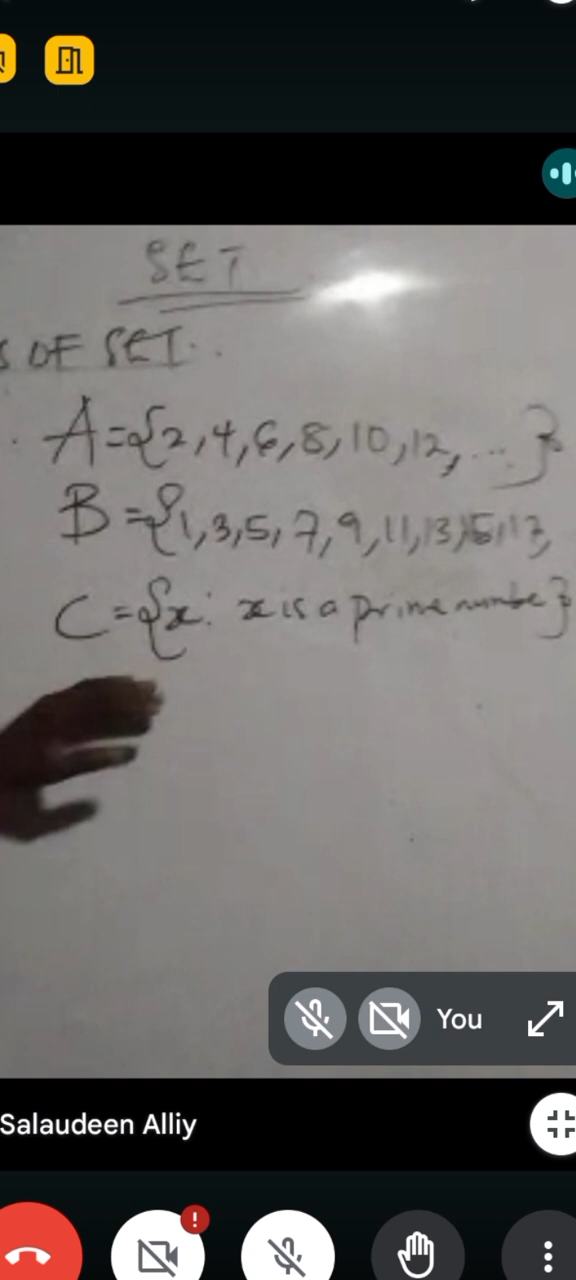 SET
S OF SET.
A={2,4,6,8,10,12,...}
B={1,3,5,7,9,11,13,15,17,
C={x: x is a prime number}
You
Salaudeen Alliy
!